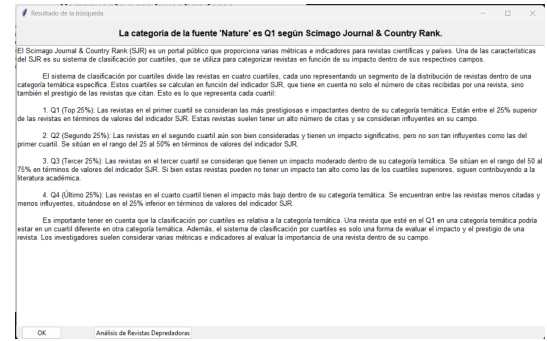 Resultado de la búsqueda
La categoría de la fuente 'Nature' es Q1 según Scimago Journal & Country Rank.
El Scimago Journal & Country Rank (SJR) es un portal público que proporciona varias métricas e indicadores para revistas científicas y países. Una de las características
del SJR es su sistema de clasificación por cuartiles, que se utiliza para categorizar revistas en función de su impacto dentro de sus respectivos campos.
El sistema de clasificación por cuartiles divide las revistas en cuatro cuartiles, cada uno representando un segmento de la distribución de revistas dentro de una
categoría temática específica. Estos cuartiles se calculan en función del indicador SJR, que tiene en cuenta no solo el número de citas recibidas por una revista, sino
también el prestigio de las revistas que citan. Esto es lo que representa cada cuartil:
1. Q1 (Top 25%): Las revistas en el primer cuartil se consideran las más prestigiosas e impactantes dentro de su categoría temática. Están entre el 25% superior
de las revistas en términos de valores del indicador SJR. Estas revistas suelen tener un alto número de citas y se consideran influyentes en su campo.
2. Q2 (Segundo 25%): Las revistas en el segundo cuartil aún son bien consideradas y tienen un impacto significativo, pero no son tan influyentes como las del
primer cuartil. Se sitúan en el rango del 25 al 50% en términos de valores del indicador SJR.
3. Q3 (Tercer 25%): Las revistas en el tercer cuartil se consideran que tienen un impacto moderado dentro de su categoría temática. Se sitúan en el rango del 50 al
75% en términos de valores del indicador SJR. Si bien estas revistas pueden no tener un impacto tan alto como las de los cuartiles superiores, siguen contribuyendo a la
literatura académica.
4. Q4 (Último 25%): Las revistas en el cuarto cuartil tienen el impacto más bajo dentro de su categoría temática. Se encuentran entre las revistas menos citadas y
menos influyentes, situándose en el 25% inferior en términos de valores del indicador SJR.
Es importante tener en cuenta que la clasificación por cuartiles es relativa a la categoría temática. Una revista que esté en el Q1 en una categoría temática podría
estar en un cuartil diferente en otra categoría temática. Además, el sistema de clasificación por cuartiles es solo una forma de evaluar el impacto y el prestigio de una
revista. Los investigadores suelen considerar varias métricas e indicadores al evaluar la importancia de una revista dentro de su campo.
OK
Análisis de Revistas Depredadoras